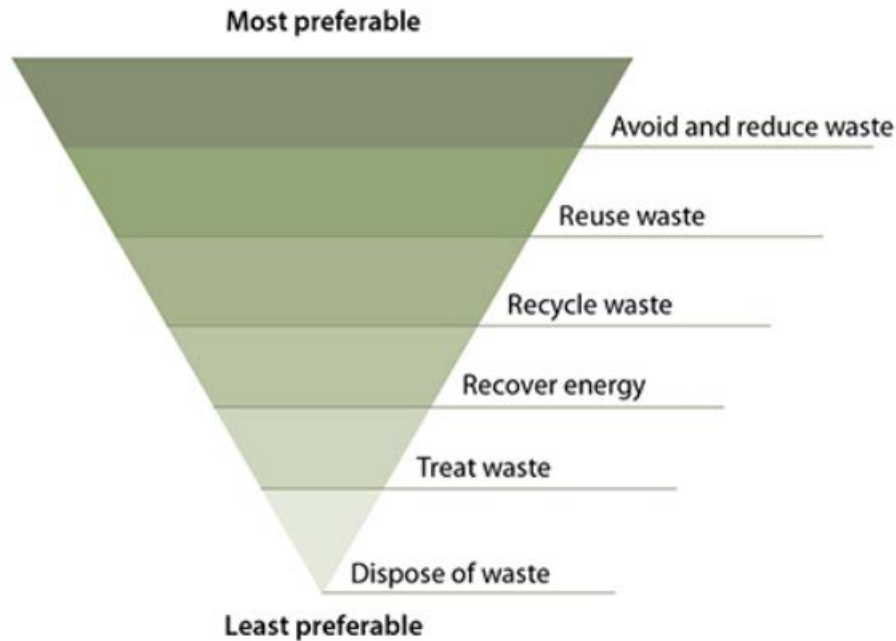 Most preferable
Avoid and reduce waste
Reuse waste
Recycle waste
Recover energy
Treat waste
Dispose of waste
Least preferable